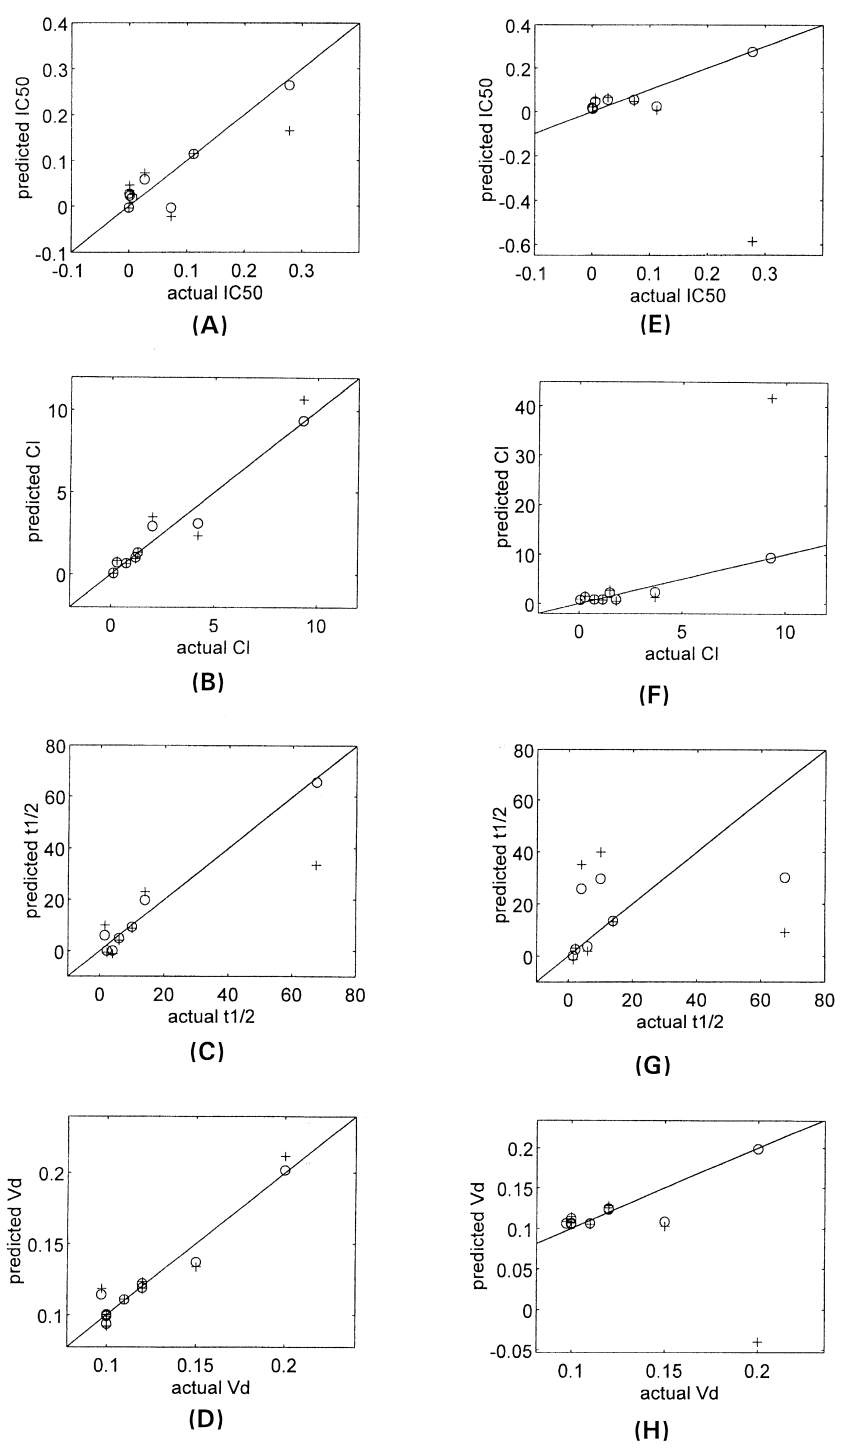 0.4
0.3
0.2
0.1
0
-0.1
predicted IC50
-0.1 0 0.1 0.2 0.3
actual IC50
(A)
0.4
0.2
0
-0.2
-0.4
-0.6
predicted IC50
-0.1 0 0.1 0.2 0.3
actual IC50
(E)
10
5
0
predicted Cl
0 5 10
actual Cl
(B)
40
30
20
10
0
predicted Cl
0 5 10
actual Cl
(F)
80
60
40
20
0
predicted t1/2
0 20 40 60 80
actual t1/2
(C)
80
60
40
20
0
predicted t1/2
0 20 40 60 80
actual t1/2
(G)
0.2
0.15
0.1
predicted Vd
0.1 0.15 0.2
actual Vd
(D)
0.2
0.15
0.1
0.05
0
-0.05
predicted Vd
0.1 0.15 0.2
actual Vd
(H)